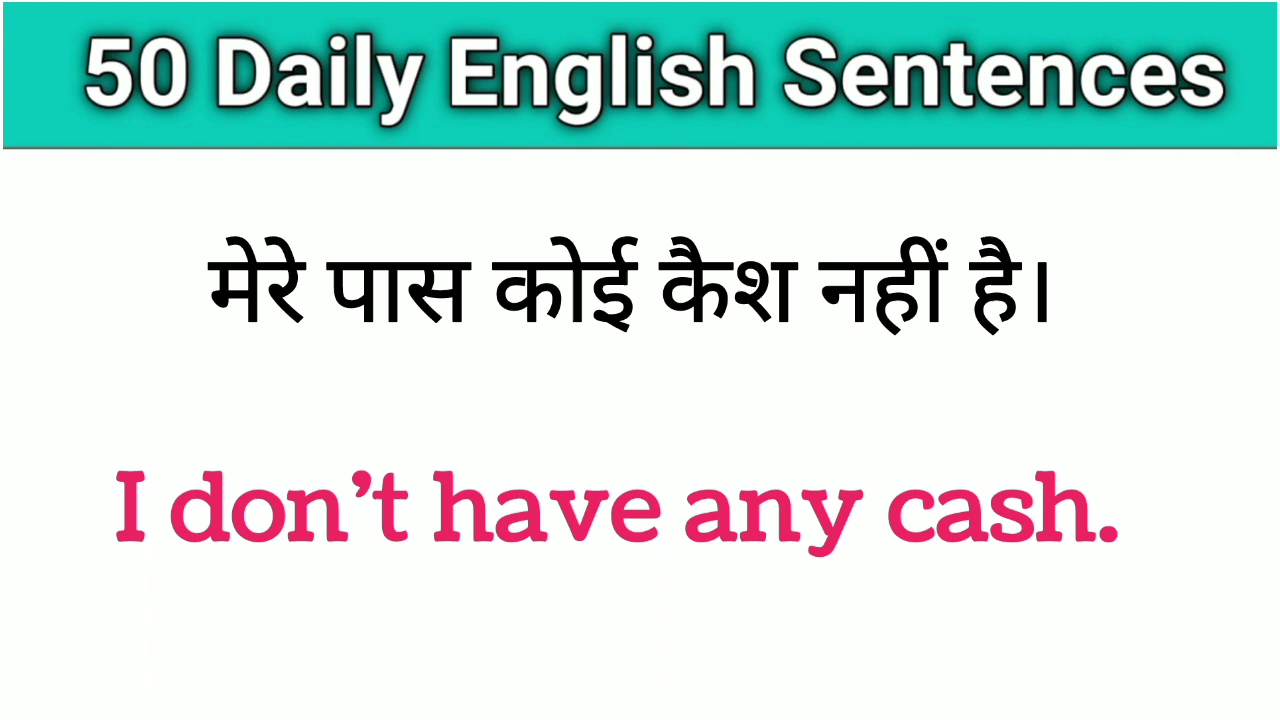 50 Daily English Sentences
मेरे पास कोई कैश नहीं है।
I don’t have any cash.